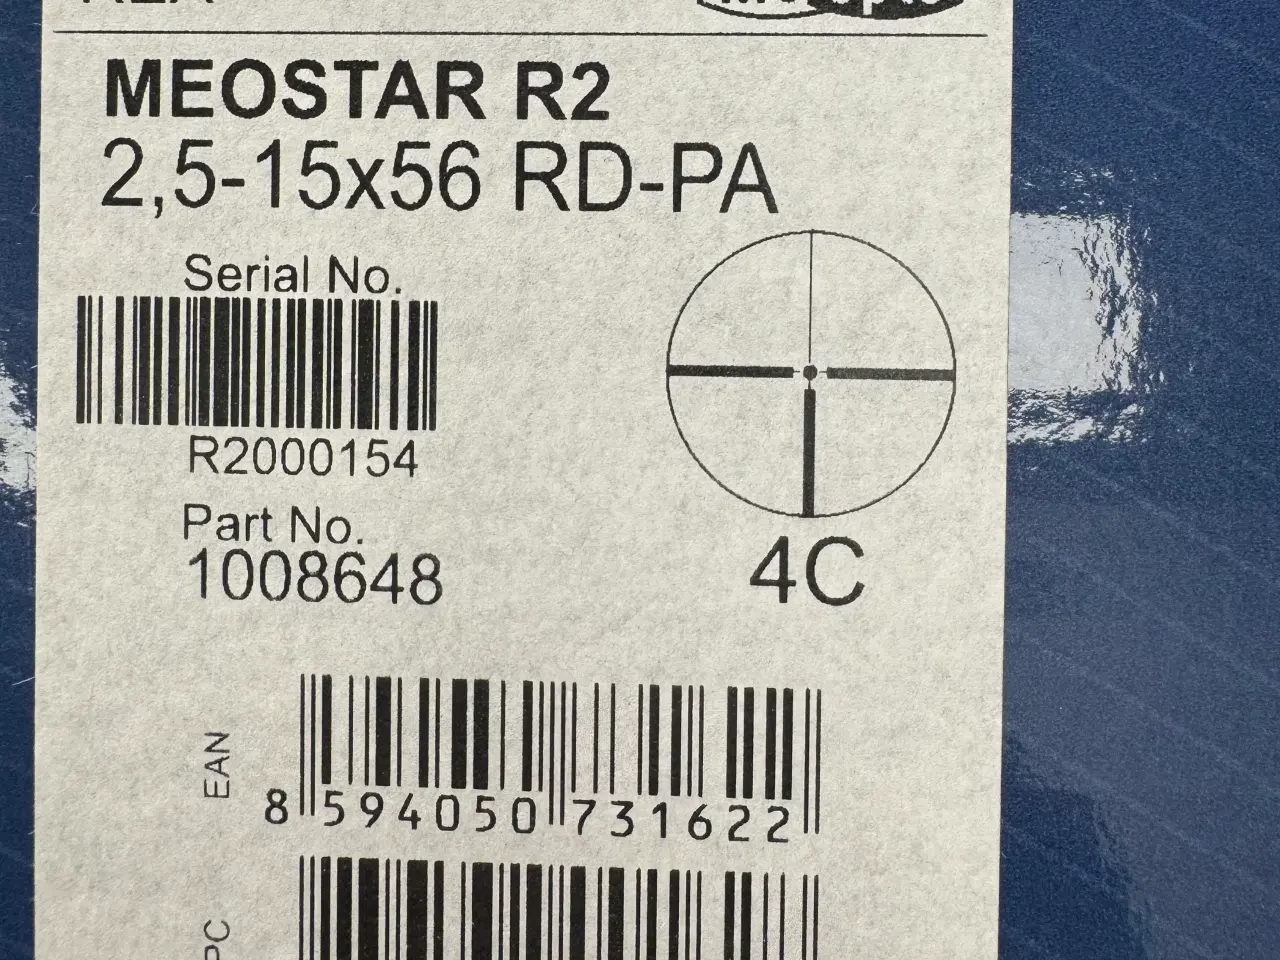 MEOSTAR R2
2,5-15x56 RD-PA
Serial No.
R2000154
Part No.
1008648
4C
EAN
8 594050 731622